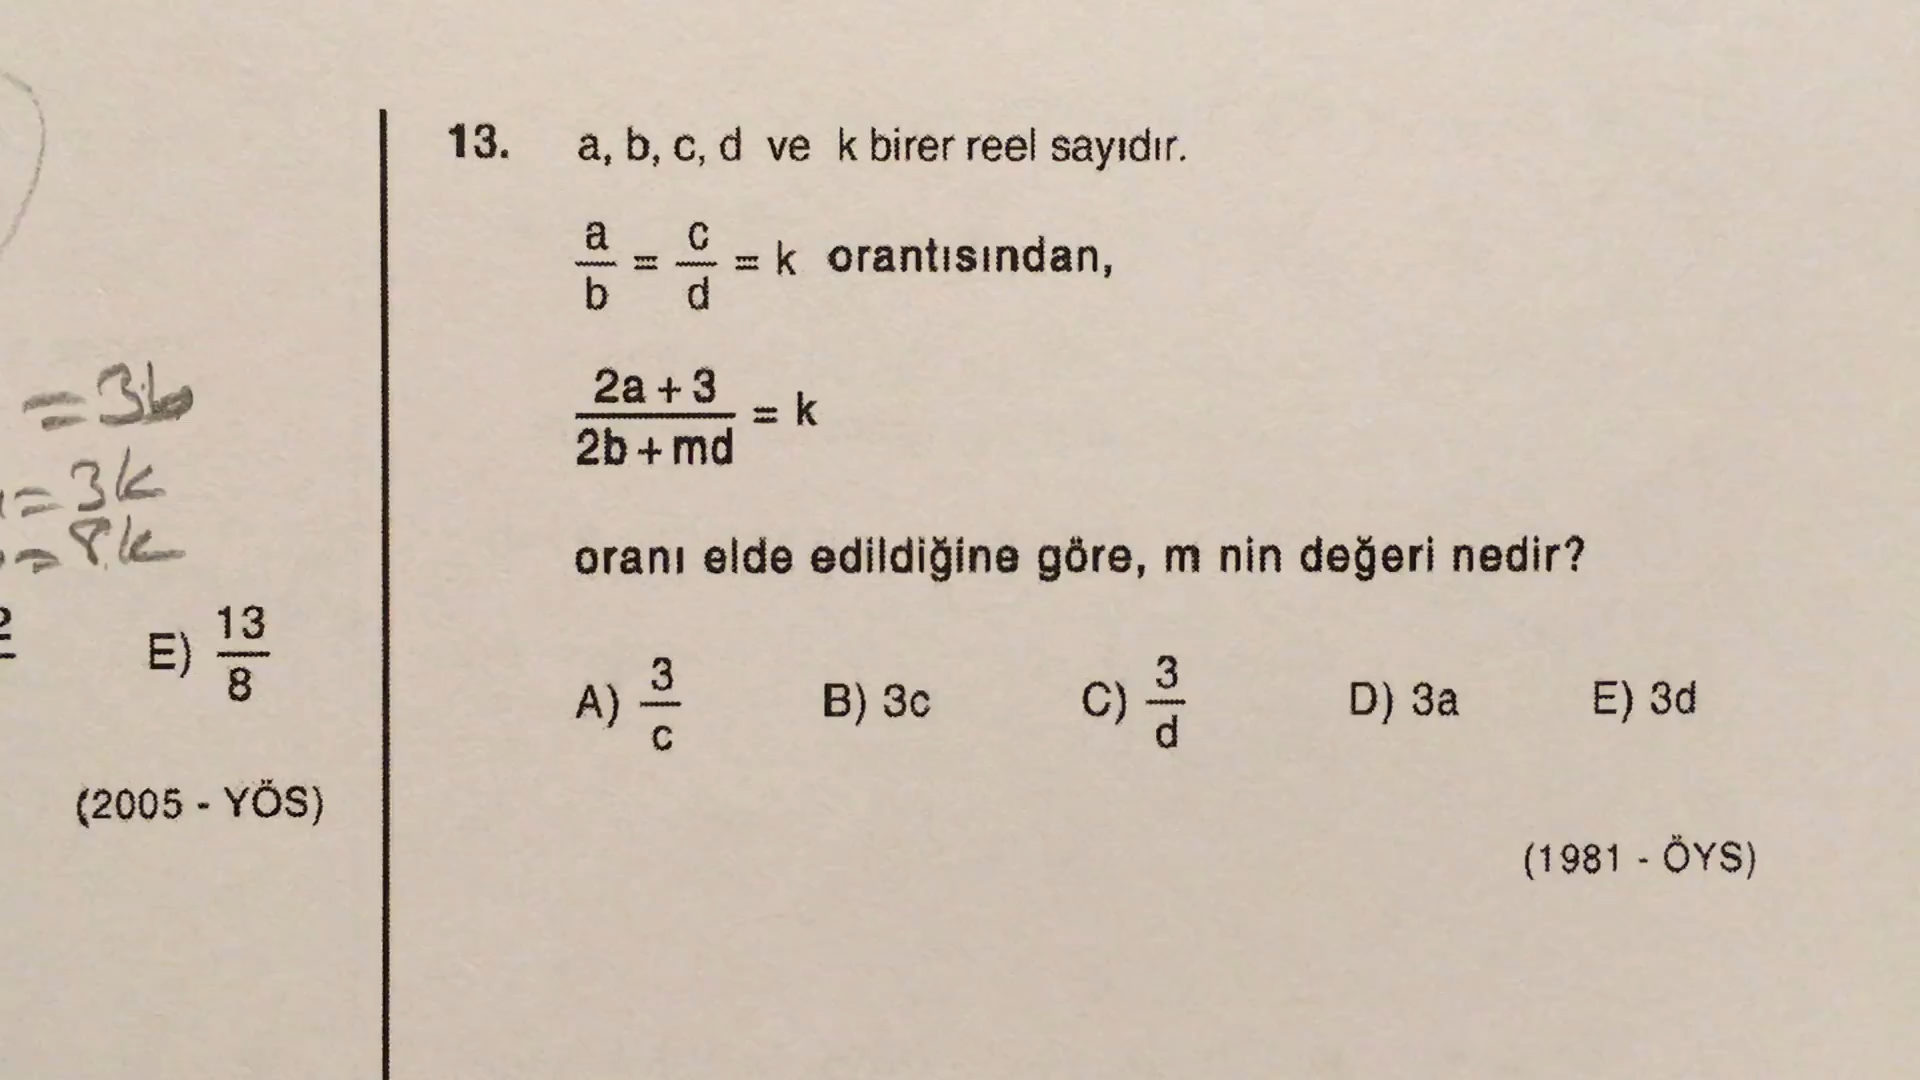 13. a, b, c, d ve k birer reel sayıdır.
a/b = c/d = k orantısından,
(2a + 3)/(2b + md) = k
oranı elde edildiğine göre, m nin değeri nedir?
A) 3/c B) 3c C) 3/d D) 3a E) 3d
(1981 - ÖYS)
= 3b
= 3k
= 8k
E) 13/8
(2005 - YÖS)